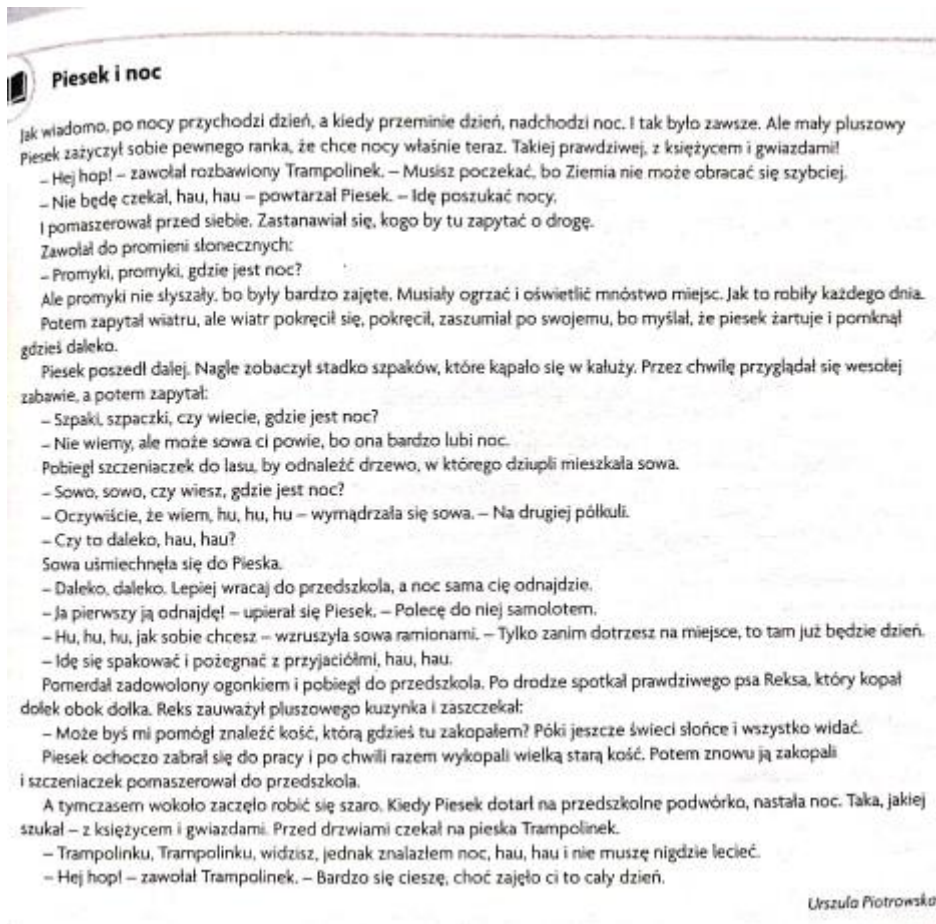 Piesek i noc
Jak wiadomo, po nocy przychodzi dzień, a kiedy przeminie dzień, nadchodzi noc. I tak było zawsze. Ale mały pluszowy
Piesek zażyczył sobie pewnego ranka, że chce nocy właśnie teraz. Takiej prawdziwej, z księżycem i gwiazdami!
– Hej hop! – zawołał rozbawiony Trampolinek. – Musisz poczekać, bo Ziemia nie może obracać się szybciej.
– Nie będę czekał, hau, hau – powtarzał Piesek. – Idę poszukać nocy.
I pomaszerował przed siebie. Zastanawiał się, kogo by tu zapytać o drogę.
Zawołał do promieni słonecznych:
– Promyki, promyki, gdzie jest noc?
Ale promyki nie słyszały, bo były bardzo zajęte. Musiały ogrzać i oświetlić mnóstwo miejsc. Jak to robiły każdego dnia.
Potem zapytał wiatru, ale wiatr pokręcił się, pokręcił, zaszumiał po swojemu, bo myślał, że piesek żartuje i pomknął
gdzieś daleko.
Piesek poszedł dalej. Nagle zobaczył stadko szpaków, które kąpało się w kałuży. Przez chwilę przyglądał się wesołej
zabawie, a potem zapytał:
– Szpaki, szpaczki, czy wiecie, gdzie jest noc?
– Nie wiemy, ale może sowa ci powie, bo ona bardzo lubi noc.
Pobiegł szczeniaczek do lasu, by odnaleźć drzewo, w którego dziupli mieszkała sowa.
– Sowo, sowo, czy wiesz, gdzie jest noc?
– Oczywiście, że wiem, hu, hu, hu – wymądrzała się sowa. – Na drugiej półkuli.
– Czy to daleko, hau, hau?
Sowa uśmiechnęła się do Pieska.
– Daleko, daleko. Lepiej wracaj do przedszkola, a noc sama cię odnajdzie.
– Ja pierwszy ją odnajdę! – upierał się Piesek. – Polecę do niej samolotem.
– Hu, hu, hu, jak sobie chcesz – wzruszyła sowa ramionami. – Tylko zanim dotrzesz na miejsce, to tam już będzie dzień.
– Idę się spakować i pożegnać z przyjaciółmi, hau, hau.
Pomerdał zadowolony ogonkiem i pobiegł do przedszkola. Po drodze spotkał prawdziwego psa Reksa, który kopał
dołek obok dołka. Reks zauważył pluszowego kuzynka i zaszczekał:
– Może byś mi pomógł znaleźć kość, którą gdzieś tu zakopałem? Póki jeszcze świeci słońce i wszystko widać.
Piesek ochoczo zabrał się do pracy i po chwili razem wykopali wielką starą kość. Potem znowu ją zakopali
i szczeniaczek pomaszerował do przedszkola.
A tymczasem wokoło zaczęło robić się szaro. Kiedy Piesek dotarł na przedszkolne podwórko, nastała noc. Taka, jakiej
szukał – z księżycem i gwiazdami. Przed drzwiami czekał na pieska Trampolinek.
– Trampolinku, Trampolinku, widzisz, jednak znalazłem noc, hau, hau i nie muszę nigdzie lecieć.
– Hej hop! – zawołał Trampolinek. – Bardzo się cieszę, choć zajęło ci to cały dzień.
Urszula Piotrowska